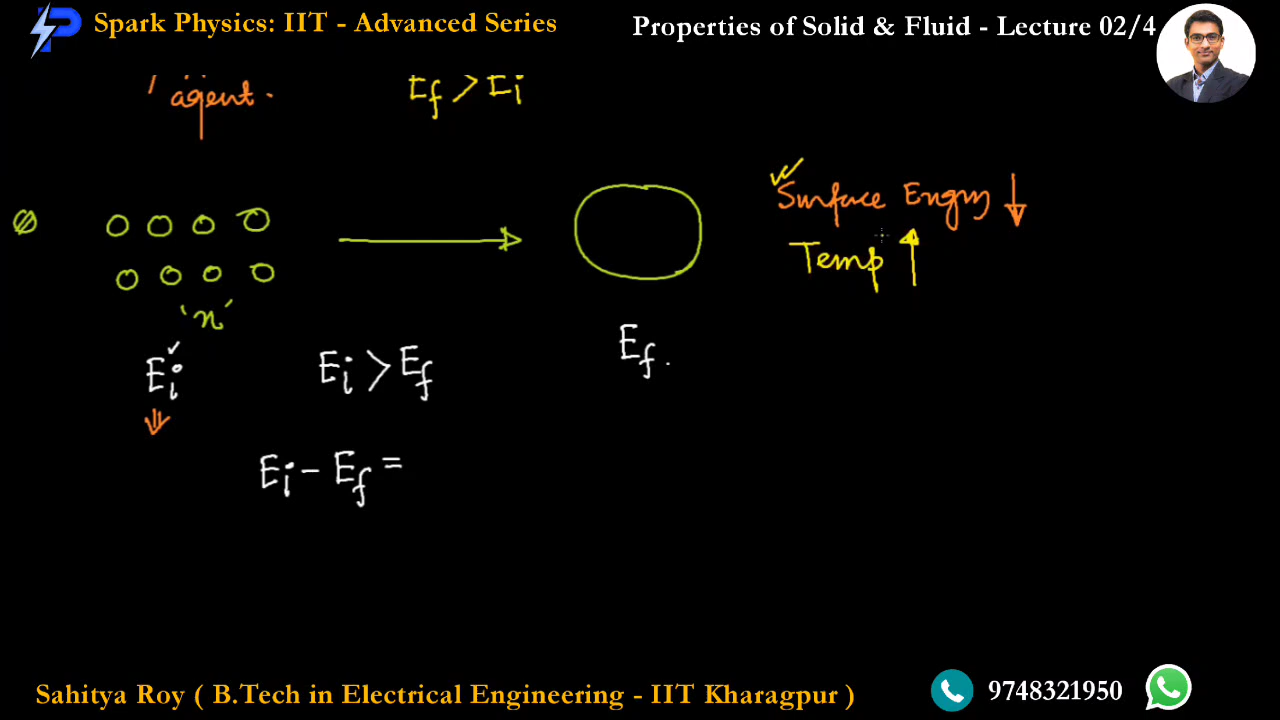 Spark Physics: IIT - Advanced Series
Properties of Solid & Fluid - Lecture 02/4
agent.
Ef > Ei
Surface Engry ↓
Temp ↑
'n'
Ei
Ei > Ef
Ef.
Ei - Ef =
Sahitya Roy ( B.Tech in Electrical Engineering - IIT Kharagpur )
9748321950